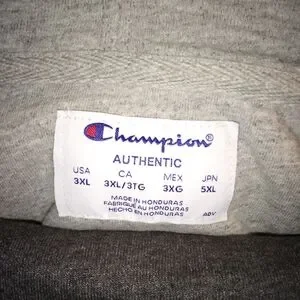 Champion®
AUTHENTIC
USA CA MEX JPN
3XL 3XL/3TG 3XG 5XL
MADE IN HONDURAS
FABRIQUÉ AU HONDURAS
HECHO EN HONDURAS ADV